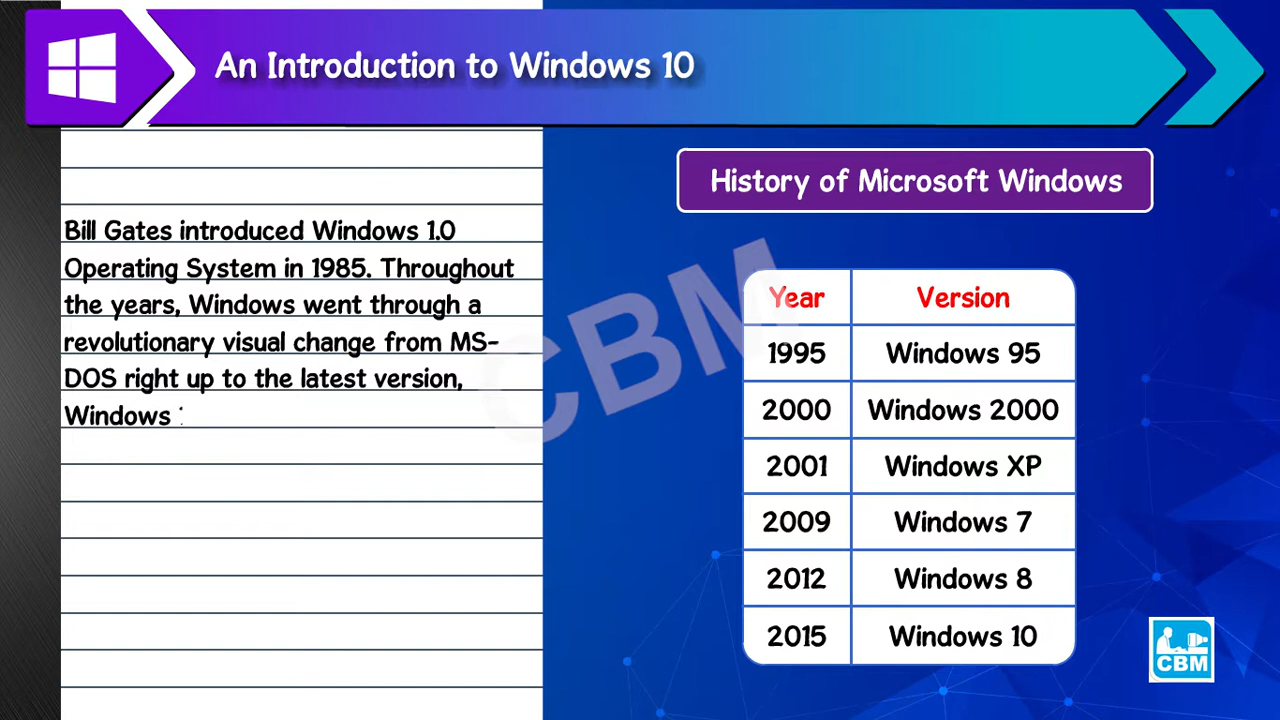 An Introduction to Windows 10
History of Microsoft Windows
Bill Gates introduced Windows 1.0
Operating System in 1985. Throughout
the years, Windows went through a
revolutionary visual change from MS-
DOS right up to the latest version,
Windows
Year Version
1995 Windows 95
2000 Windows 2000
2001 Windows XP
2009 Windows 7
2012 Windows 8
2015 Windows 10
CBM
CBM